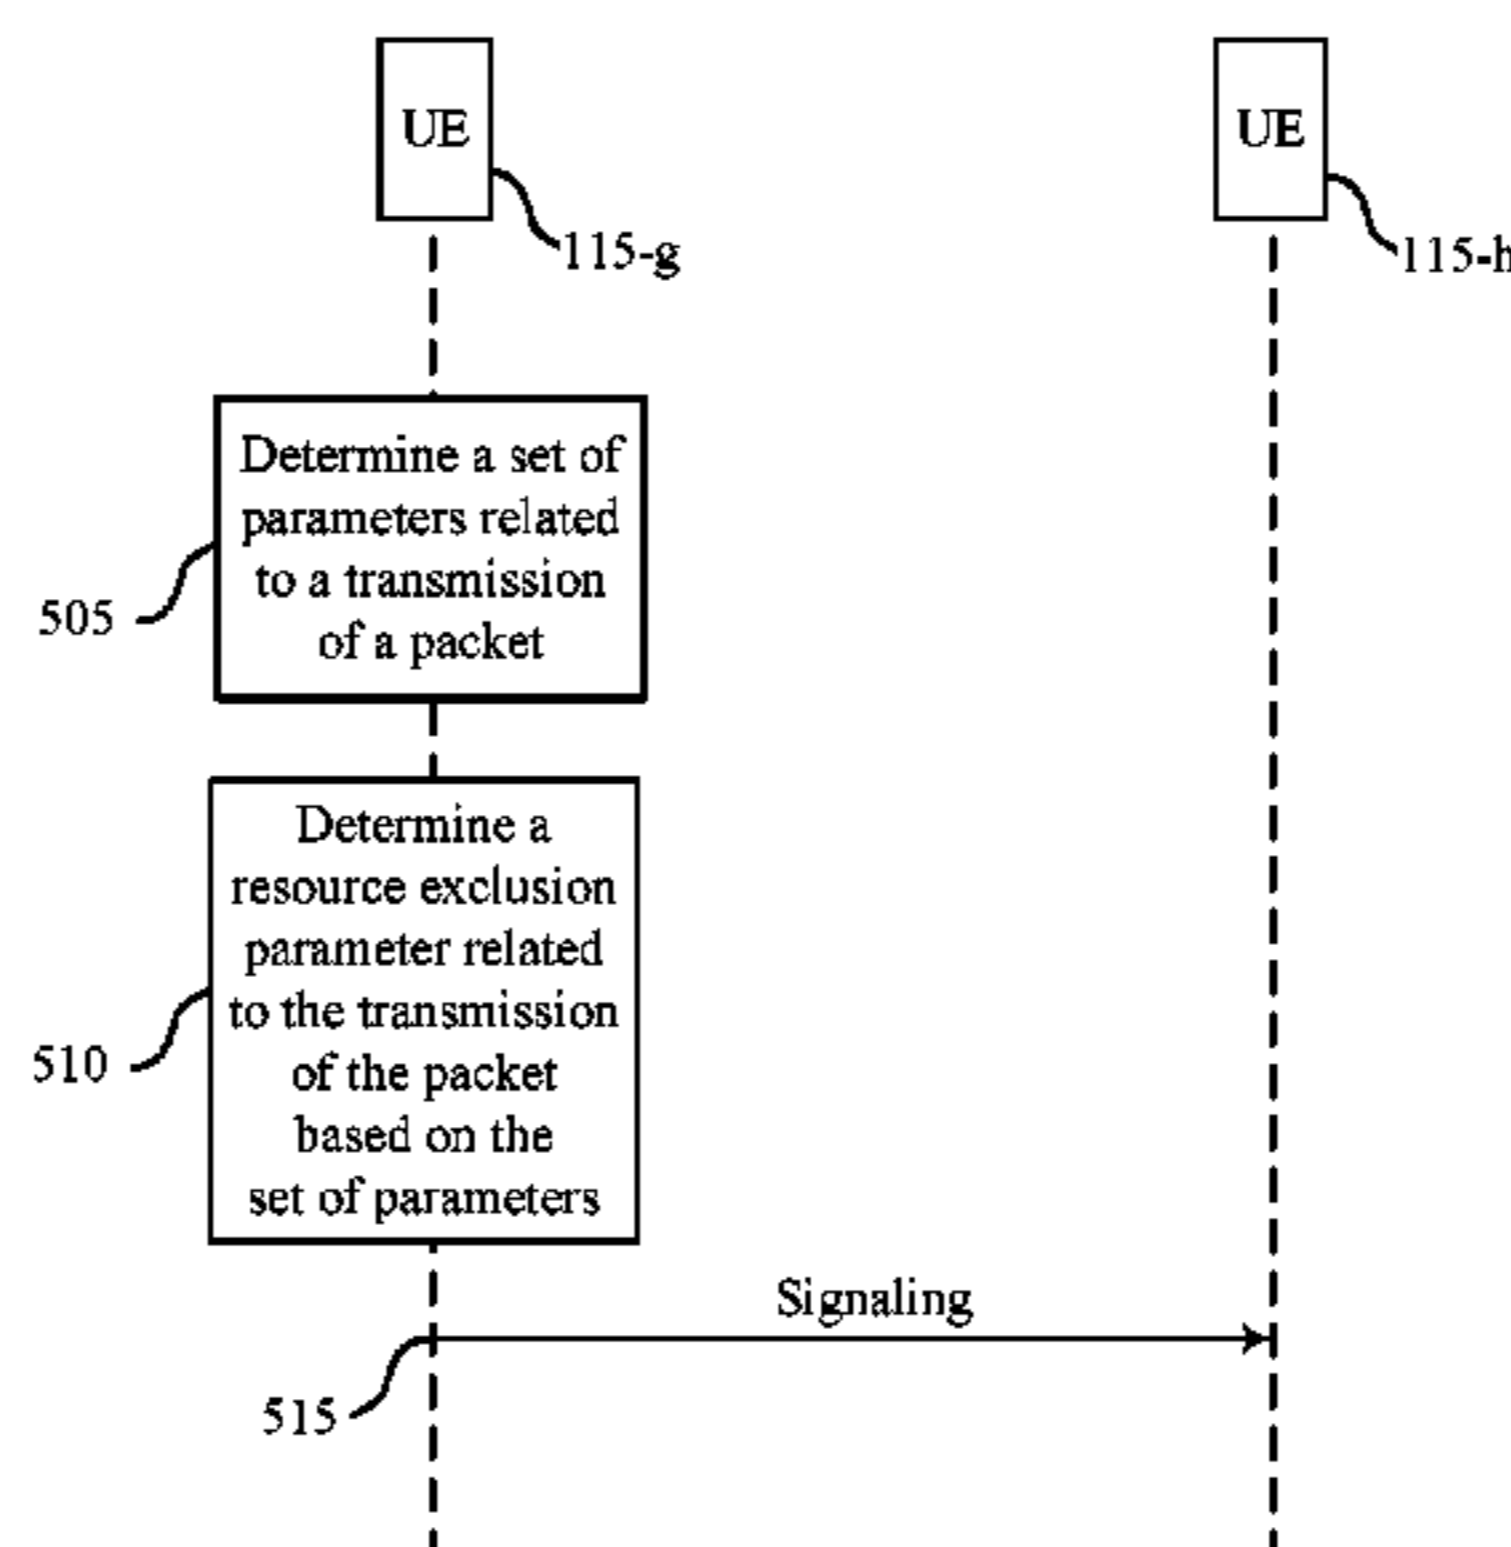 UE
UE
115-g
115-h
Determine a set of
parameters related
to a transmission
of a packet
505
Determine a
resource exclusion
parameter related
to the transmission
of the packet
based on the
set of parameters
510
Signaling
515